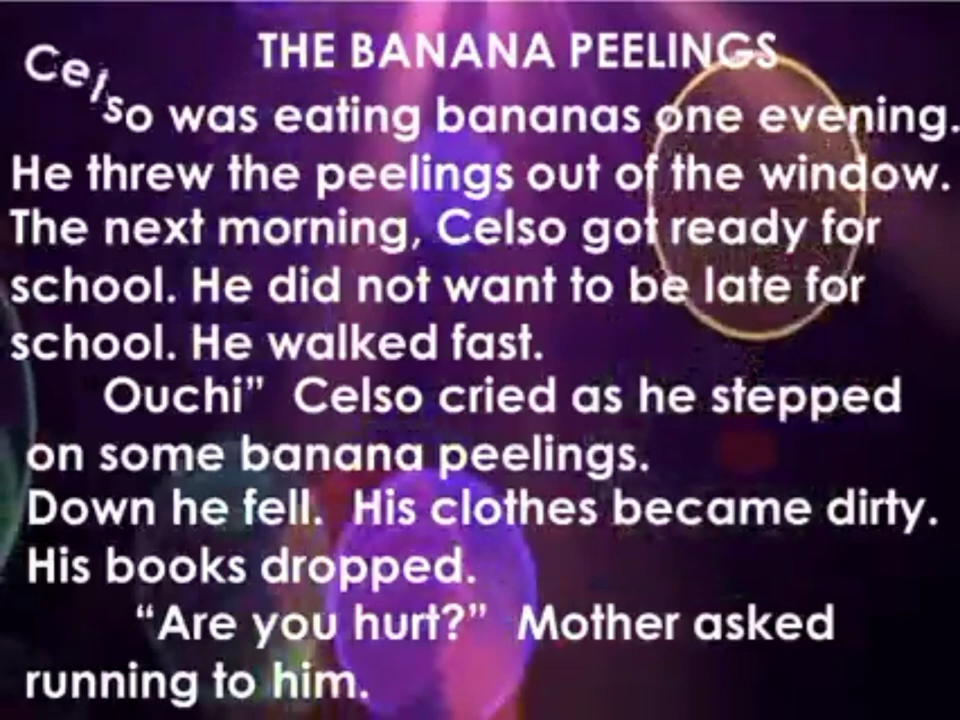 THE BANANA PEELINGS
Celso was eating bananas one evening.
He threw the peelings out of the window.
The next morning, Celso got ready for
school. He did not want to be late for
school. He walked fast.
Ouchi” Celso cried as he stepped
on some banana peelings.
Down he fell. His clothes became dirty.
His books dropped.
“Are you hurt?” Mother asked
running to him.